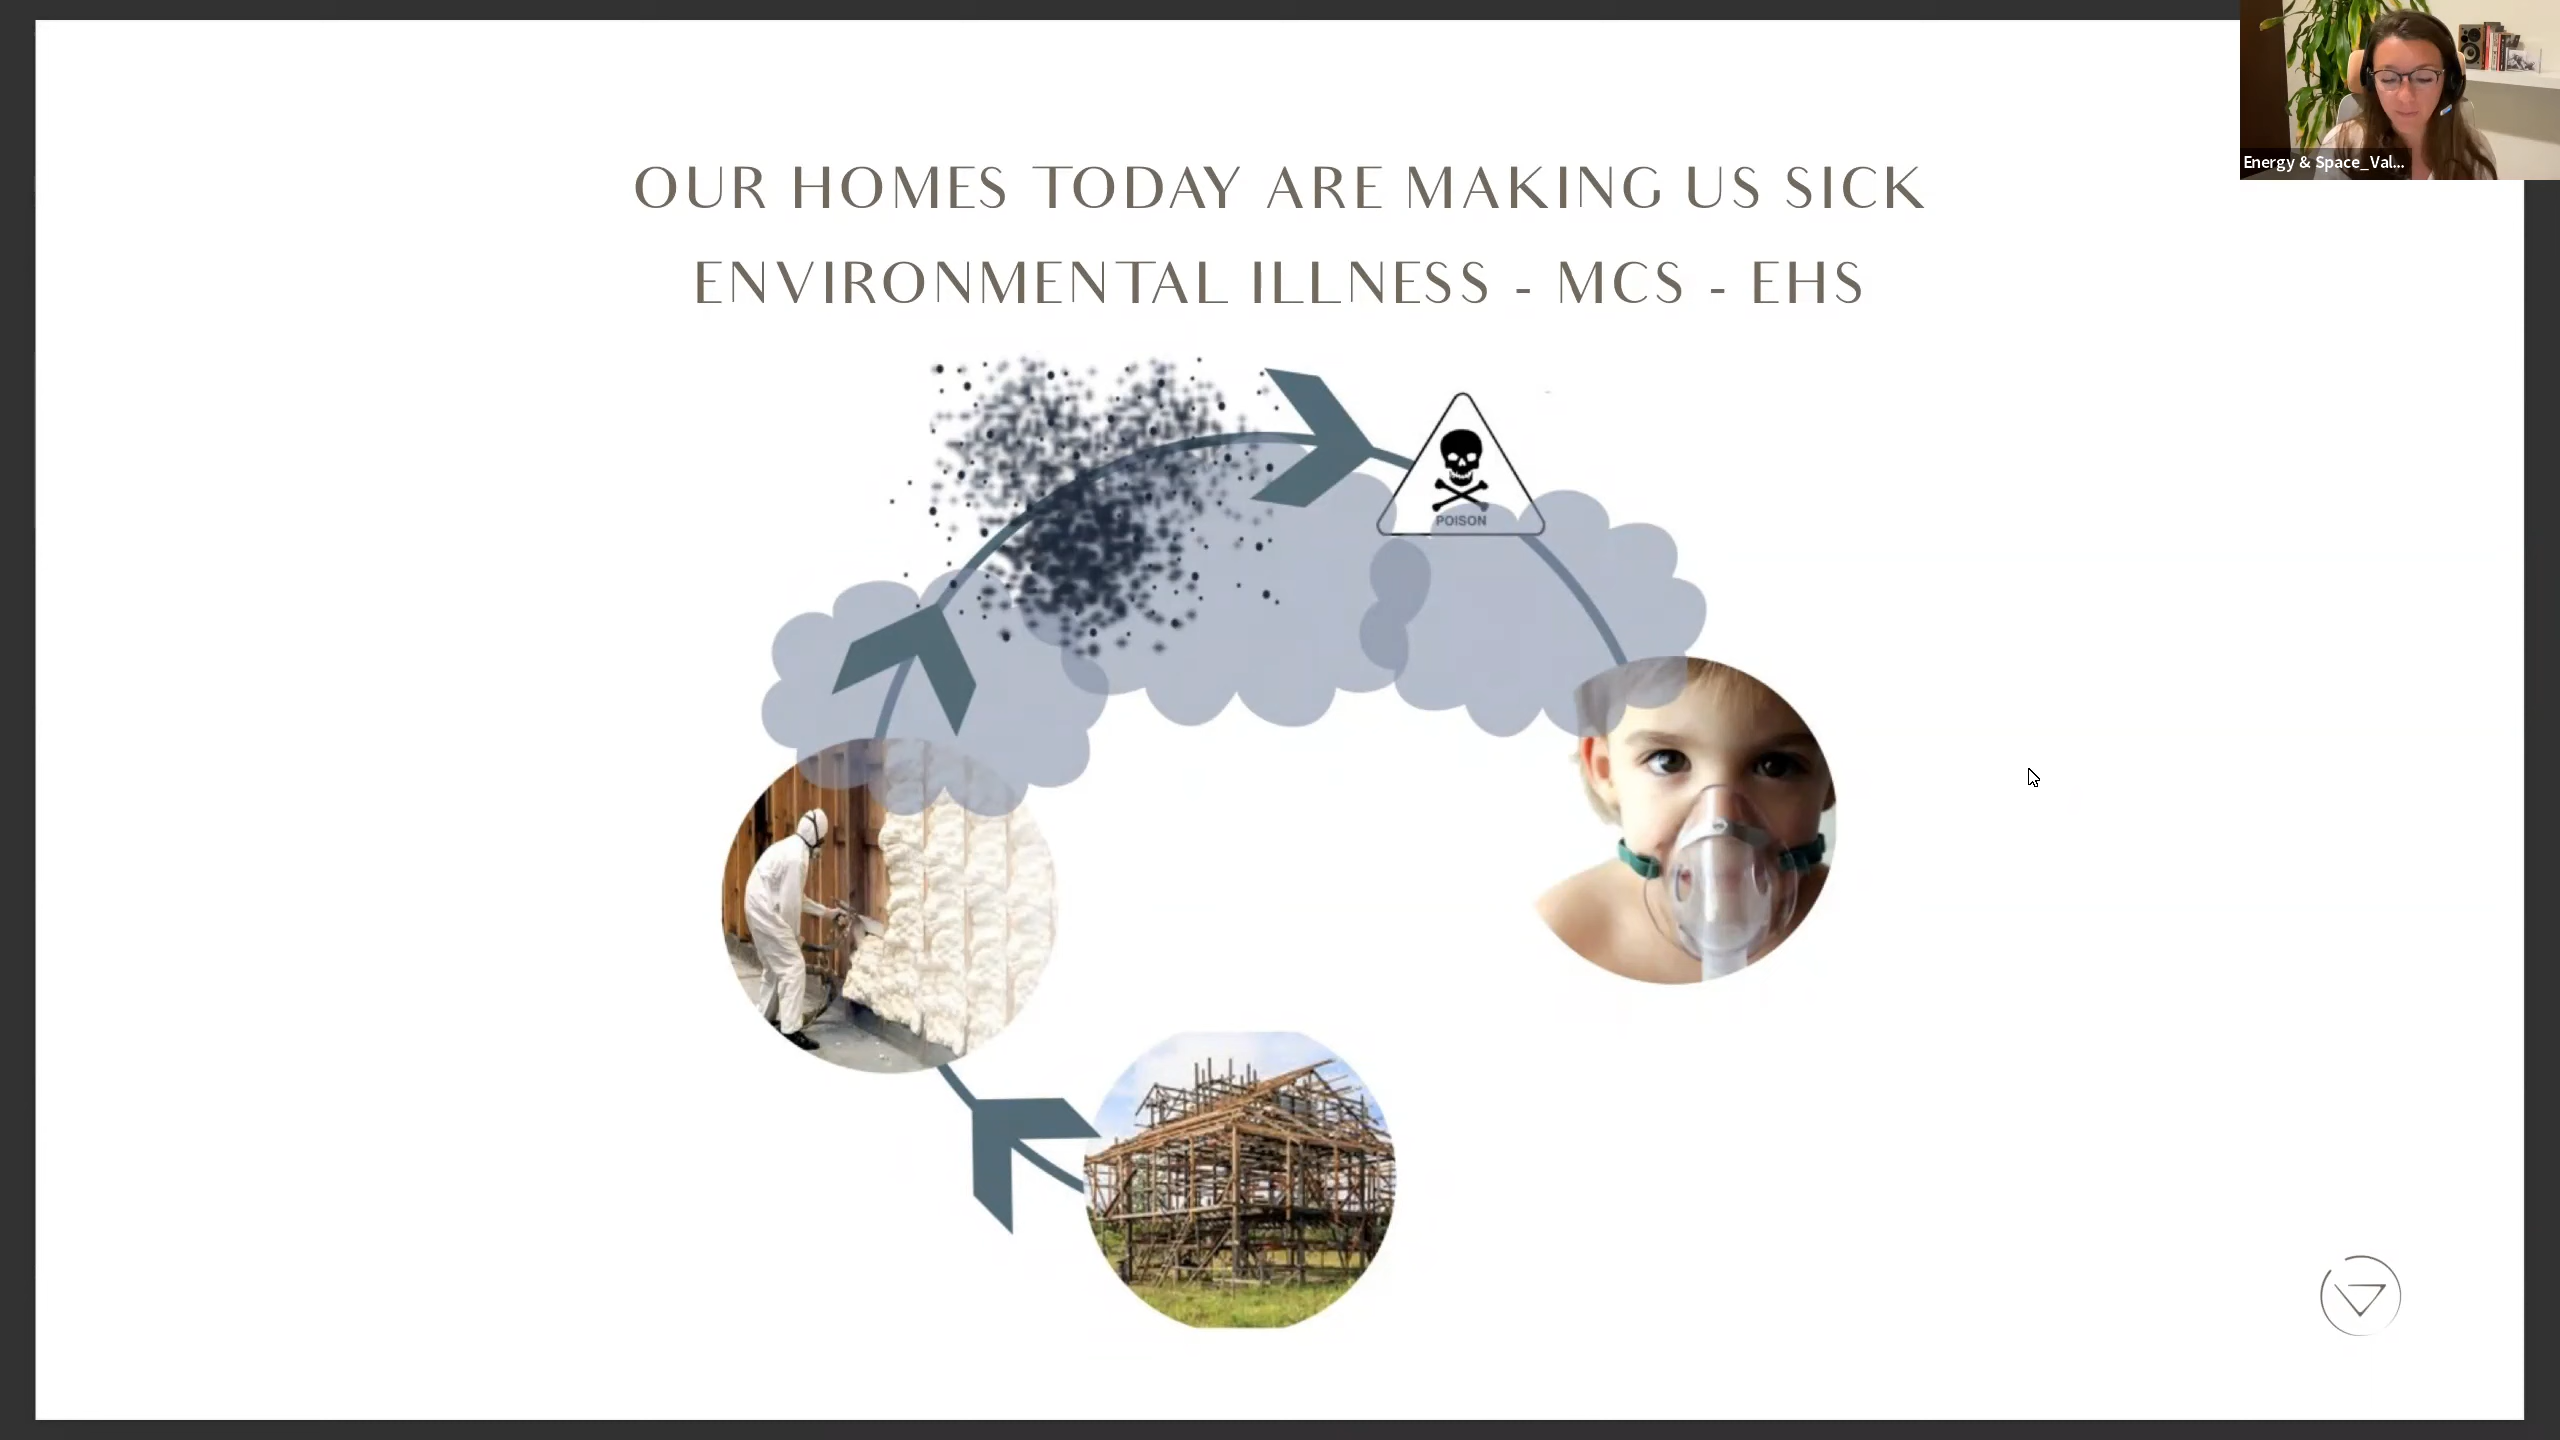 OUR HOMES TODAY ARE MAKING US SICK
ENVIRONMENTAL ILLNESS - MCS - EHS
Energy & Space_Val...
POISON